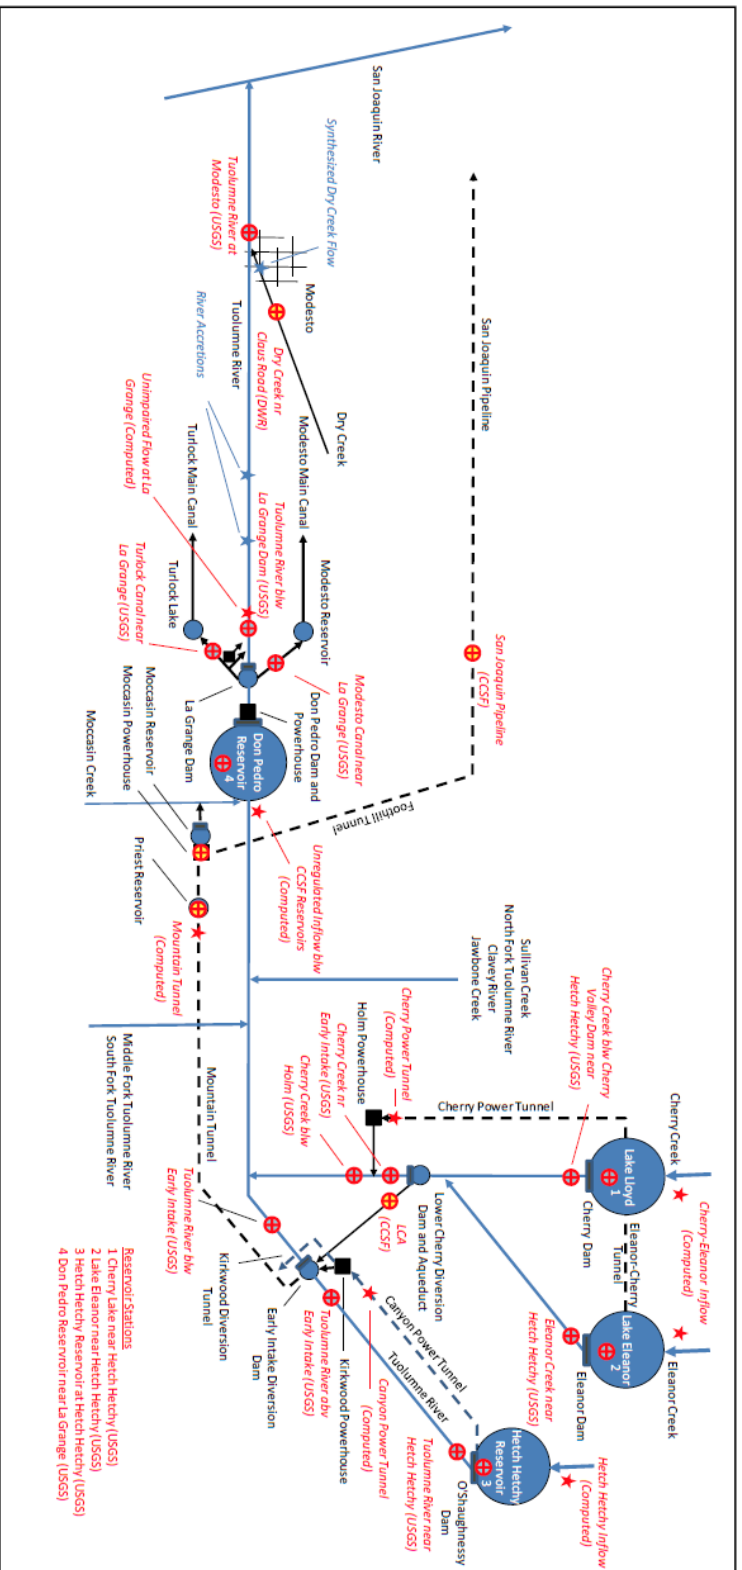 San Joaquin River
Synthesized Dry Creek Flow
Tuolumne River at
Modesto (USGS)
Modesto
Tuolumne River
River Accretions
Dry Creek nr
Claus Road (DWR)
Dry Creek
San Joaquin Pipeline
San Joaquin Pipeline
(CCSF)
Modesto Main Canal
Tuolumne River blw
La Grange Dam (USGS)
Modesto Reservoir
Modesto Canal near
La Grange (USGS)
Unimpaired Flow at La
Grange (Computed)
Turlock Main Canal
Turlock Lake
Turlock Canal near
La Grange (USGS)
Don Pedro Dam and
Powerhouse
La Grange Dam
Don Pedro
Reservoir
4
Moccasin Reservoir
Moccasin Powerhouse
Moccasin Creek
Priest Reservoir
Foothill Tunnel
Unregulated Inflow blw
CCSF Reservoirs
(Computed)
Mountain Tunnel
(Computed)
Sullivan Creek
North Fork Tuolumne River
Clavey River
Jawbone Creek
Middle Fork Tuolumne River
South Fork Tuolumne River
Mountain Tunnel
Cherry Creek blw Cherry
Valley Dam near
Hetch Hetchy (USGS)
Cherry Power Tunnel
(Computed)
Holm Powerhouse
Cherry Creek nr
Early Intake (USGS)
Cherry Creek blw
Holm (USGS)
Cherry Power Tunnel
Cherry Creek
Lake Lloyd
1
Cherry Dam
Cherry-Eleanor Inflow
(Computed)
Eleanor-Cherry
Tunnel
Lake Eleanor
2
Eleanor Creek
Eleanor Dam
Eleanor Creek near
Hetch Hetchy (USGS)
Lower Cherry Diversion
Dam and Aqueduct
LCA
(CCSF)
Tuolumne River blw
Early Intake (USGS)
Kirkwood Diversion
Tunnel
Early Intake Diversion
Dam
Kirkwood Powerhouse
Tuolumne River abv
Early Intake (USGS)
Canyon Power Tunnel
(Computed)
Canyon Power Tunnel
Tuolumne River
Tuolumne River near
Hetch Hetchy (USGS)
O'Shaughnessy
Dam
Hetch Hetchy
Reservoir
3
Hetch Hetchy Inflow
(Computed)
Reservoir Stations
1 Cherry Lake near Hetch Hetchy (USGS)
2 Lake Eleanor near Hetch Hetchy (USGS)
3 Hetch Hetchy Reservoir at Hetch Hetchy (USGS)
4 Don Pedro Reservroir near La Grange (USGS)